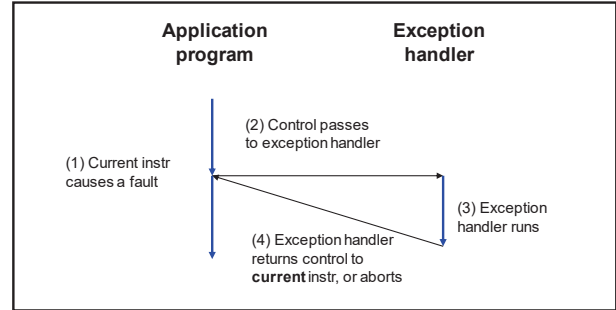 Application
program
Exception
handler
(2) Control passes
to exception handler
(1) Current instr
causes a fault
(3) Exception
handler runs
(4) Exception handler
returns control to
current instr, or aborts